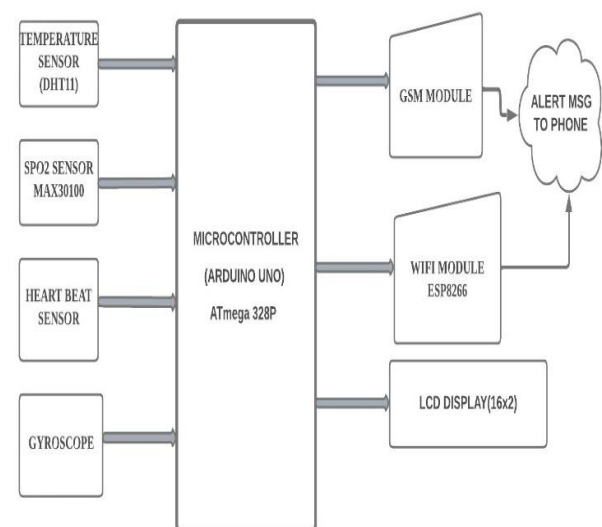 TEMPERATURE
SENSOR
(DHT11)
SPO2 SENSOR
MAX30100
HEART BEAT
SENSOR
GYROSCOPE
MICROCONTROLLER
(ARDUINO UNO)
ATmega 328P
GSM MODULE
WIFI MODULE
ESP8266
LCD DISPLAY(16x2)
ALERT MSG
TO PHONE